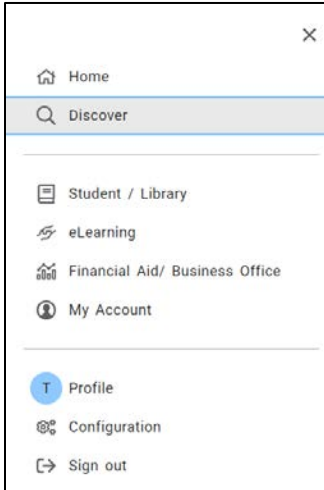 Home
Discover
Student / Library
eLearning
Financial Aid/ Business Office
My Account
T Profile
Configuration
Sign out